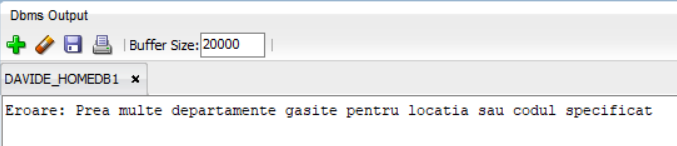 Dbms Output
Buffer Size: 20000
DAVIDE_HOMEDB1
Eroare: Prea multe departamente gasite pentru locatia sau codul specificat